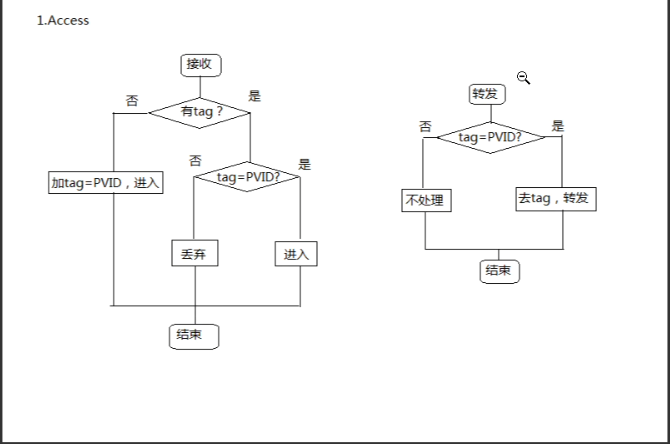 1.Access
接收
有tag？
否
是
加tag=PVID，进入
tag=PVID?
否
是
丢弃
进入
结束
转发
tag=PVID?
否
是
不处理
去tag，转发
结束